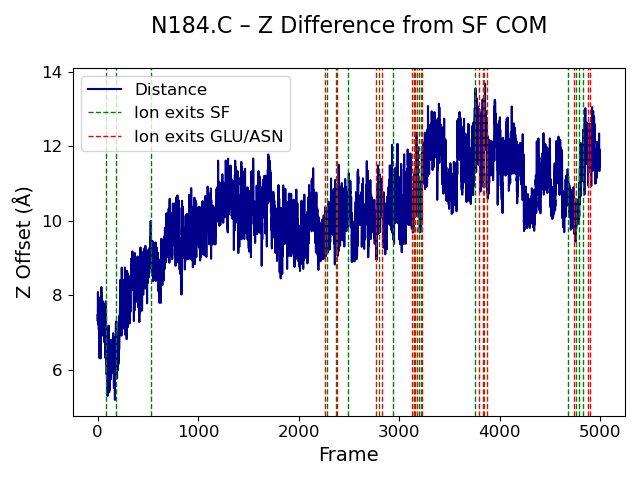 N184.C – Z Difference from SF COM
Distance
Ion exits SF
Ion exits GLU/ASN
Z Offset (Å)
14
12
10
8
6
0 1000 2000 3000 4000 5000
Frame